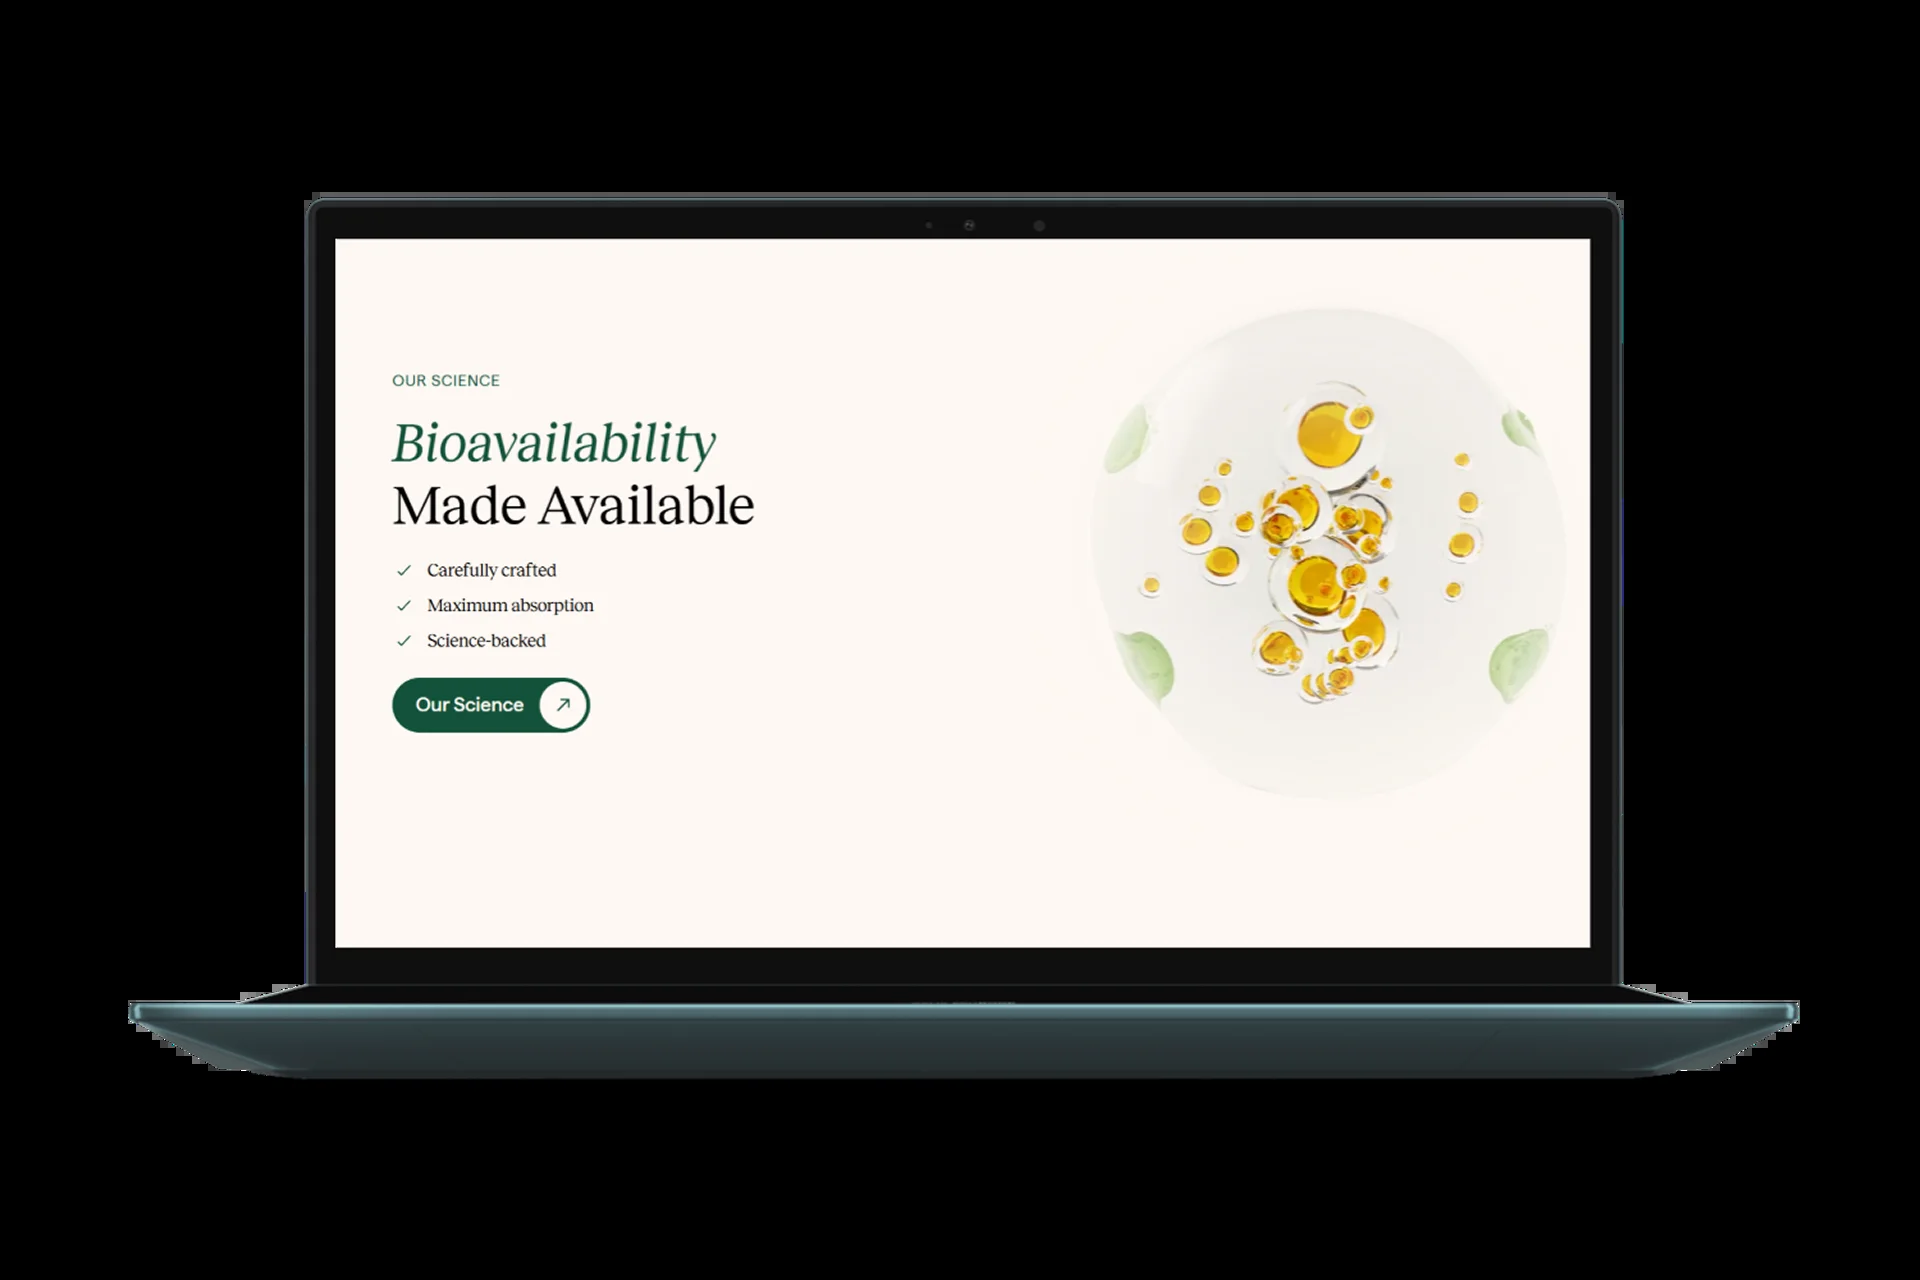 OUR SCIENCE
Bioavailability
Made Available
Carefully crafted
Maximum absorption
Science-backed
Our Science